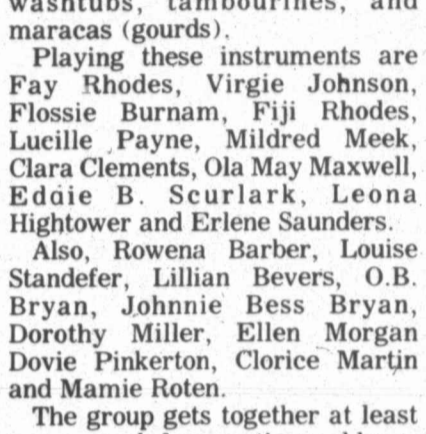 washtubs, tambourines, and
maracas (gourds).
Playing these instruments are
Fay Rhodes, Virgie Johnson,
Flossie Burnam, Fiji Rhodes,
Lucille Payne, Mildred Meek,
Clara Clements, Ola May Maxwell,
Eddie B. Scurlark, Leona
Hightower and Erlene Saunders.
Also, Rowena Barber, Louise
Standefer, Lillian Bevers, O.B.
Bryan, Johnnie Bess Bryan,
Dorothy Miller, Ellen Morgan
Dovie Pinkerton, Clorice Martin
and Mamie Roten.
The group gets together at least